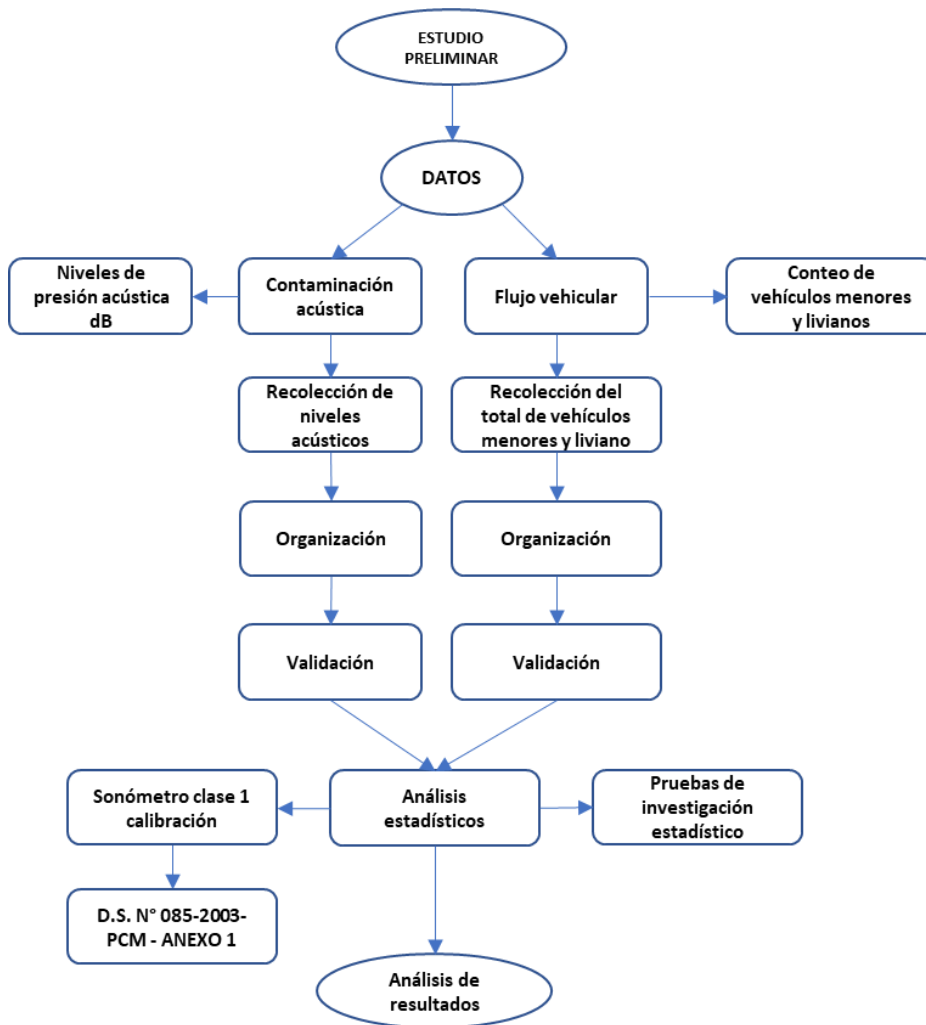 ESTUDIO
PRELIMINAR
DATOS
Niveles de
presión acústica
dB
Contaminación
acústica
Flujo vehicular
Conteo de
vehículos menores
y livianos
Recolección de
niveles
acústicos
Recolección del
total de vehículos
menores y liviano
Organización
Organización
Validación
Validación
Sonómetro clase 1
calibración
Análisis
estadísticos
Pruebas de
investigación
estadístico
D.S. N° 085-2003-
PCM - ANEXO 1
Análisis de
resultados